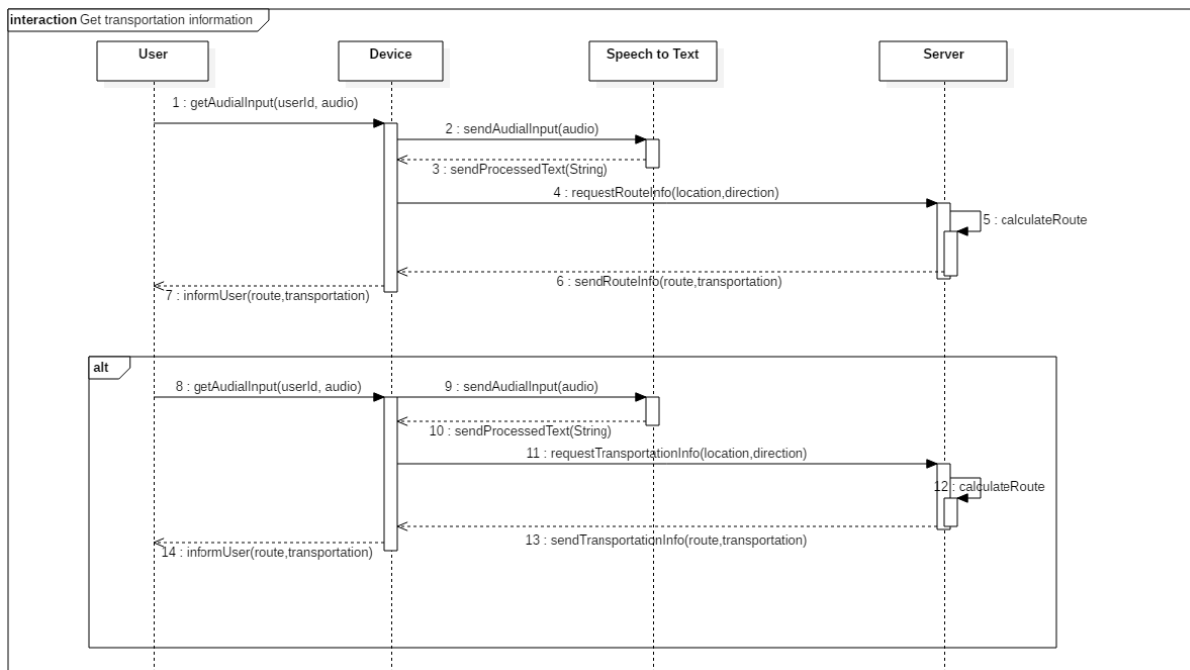 interaction Get transportation information
User
Device
Speech to Text
Server
1 : getAudialInput(userId, audio)
2 : sendAudialInput(audio)
3 : sendProcessedText(String)
4 : requestRouteInfo(location,direction)
5 : calculateRoute
6 : sendRouteInfo(route,transportation)
7 : informUser(route,transportation)
alt
8 : getAudialInput(userId, audio)
9 : sendAudialInput(audio)
10 : sendProcessedText(String)
11 : requestTransportationInfo(location,direction)
12 : calculateRoute
13 : sendTransportationInfo(route,transportation)
14 : informUser(route,transportation)